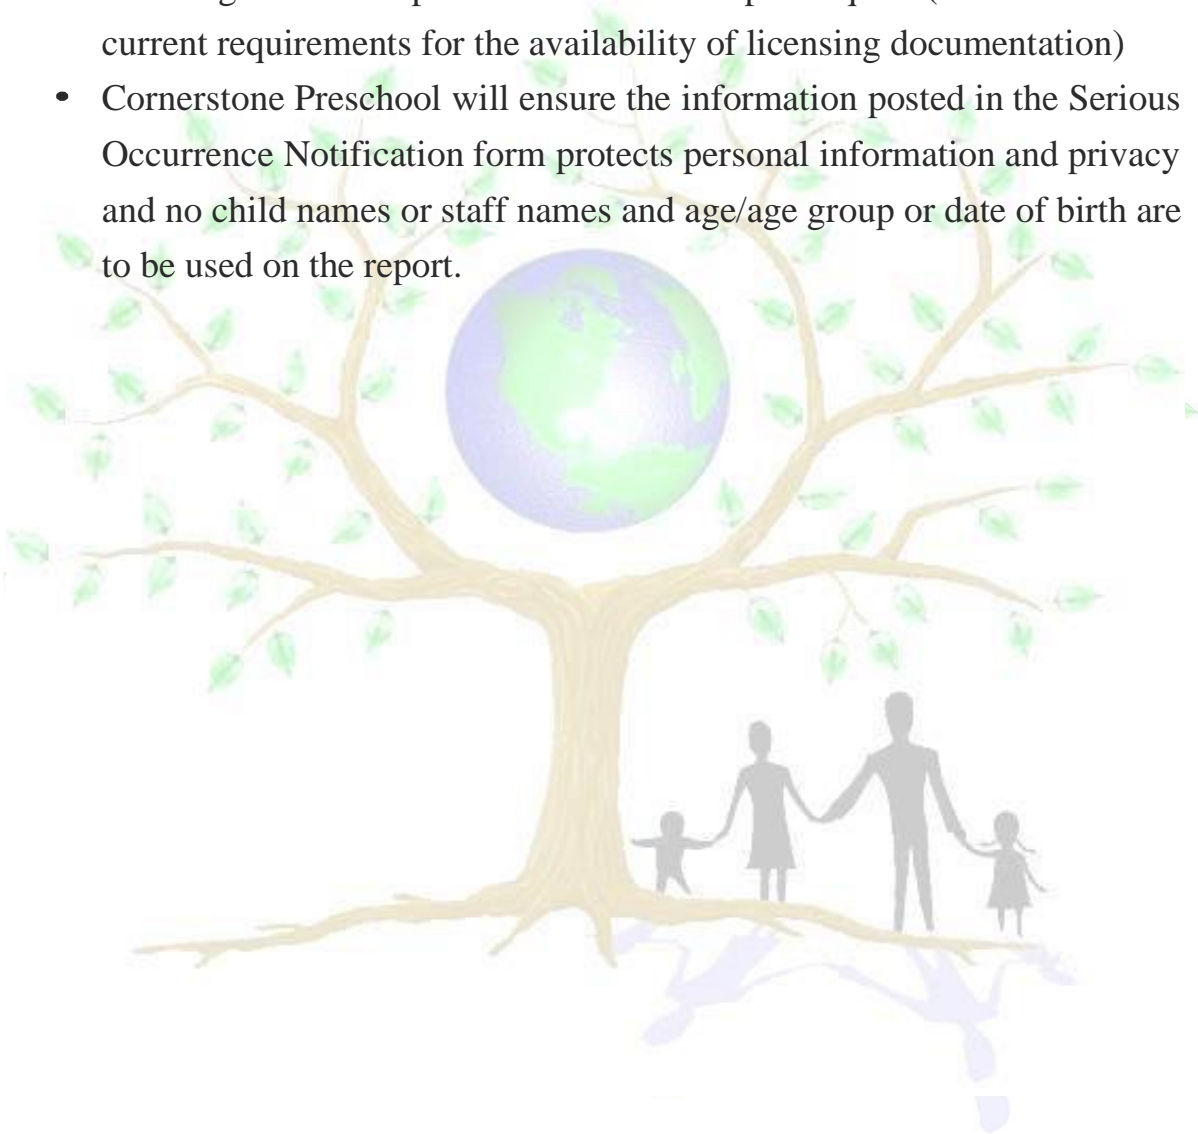 current requirements for the availability of licensing documentation)
• Cornerstone Preschool will ensure the information posted in the Serious
Occurrence Notification form protects personal information and privacy
and no child names or staff names and age/age group or date of birth are
to be used on the report.